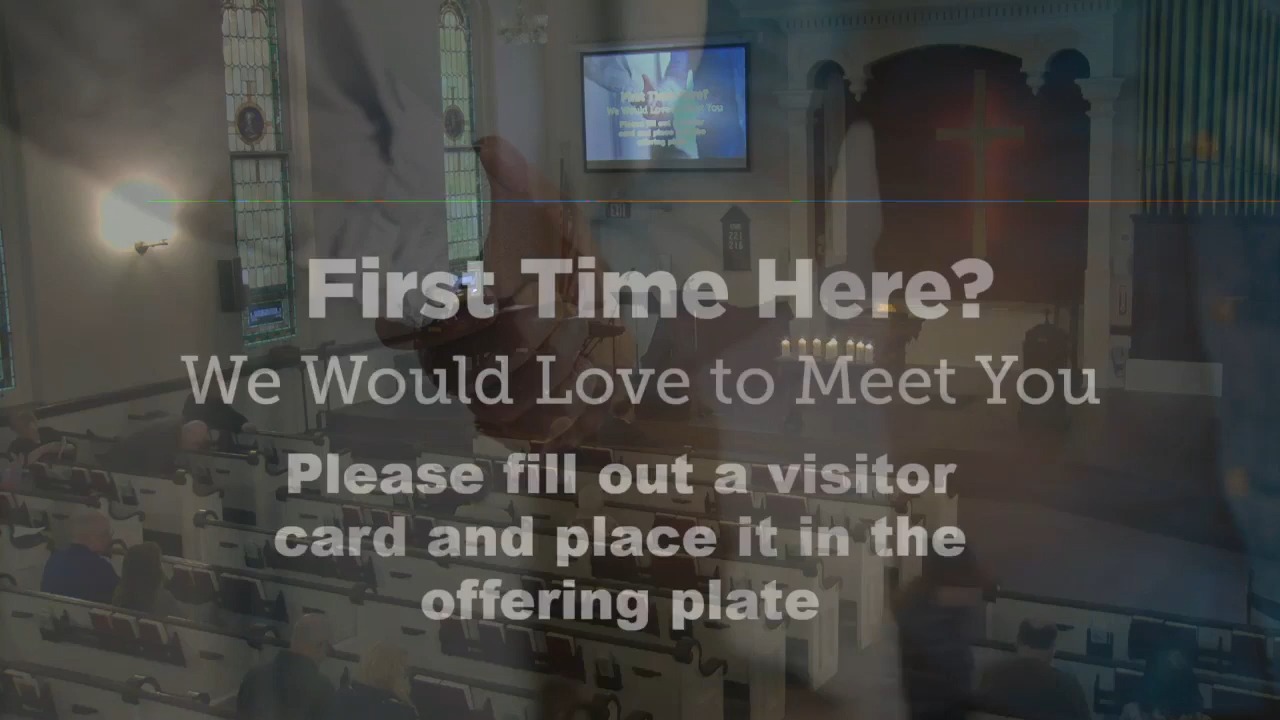 First Time Here?
We Would Love to Meet You
Please fill out a visitor
card and place it in the
offering plate